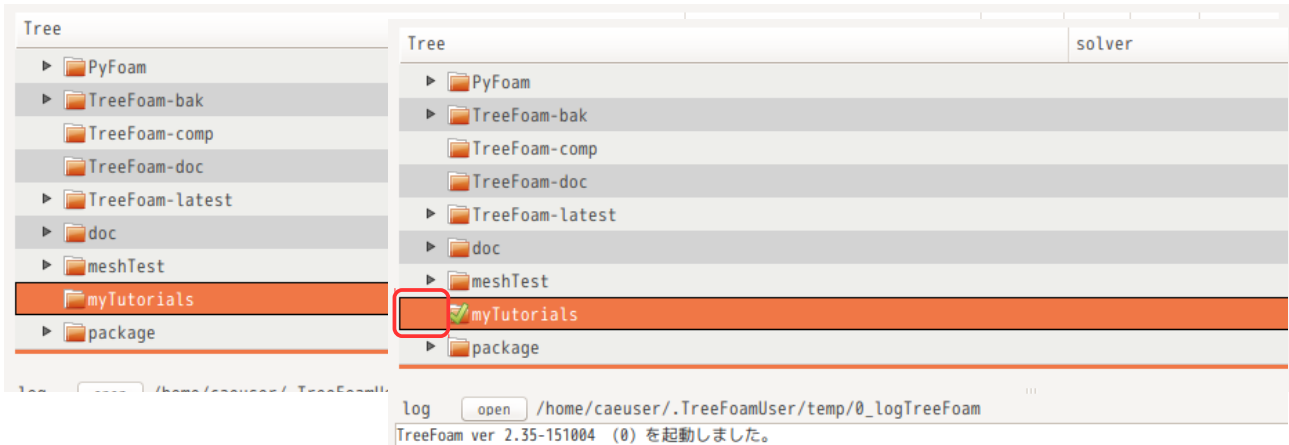 Tree
PyFoam
TreeFoam-bak
TreeFoam-comp
TreeFoam-doc
TreeFoam-latest
doc
meshTest
myTutorials
package
Tree solver
PyFoam
TreeFoam-bak
TreeFoam-comp
TreeFoam-doc
TreeFoam-latest
doc
meshTest
myTutorials
package
log open /home/caeuser/.TreeFoamUser/temp/0_logTreeFoam
TreeFoam ver 2.35-151004 (0) を起動しました。